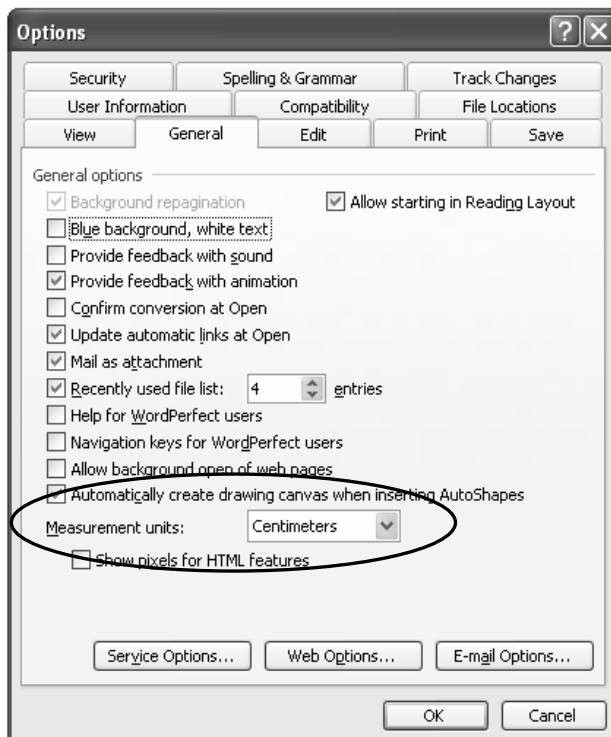 Options
Security Spelling & Grammar Track Changes
User Information Compatibility File Locations
View General Edit Print Save
General options
Background repagination Allow starting in Reading Layout
Blue background, white text
Provide feedback with sound
Provide feedback with animation
Confirm conversion at Open
Update automatic links at Open
Mail as attachment
Recently used file list: 4 entries
Help for WordPerfect users
Navigation keys for WordPerfect users
Allow background open of web pages
Automatically create drawing canvas when inserting AutoShapes
Measurement units: Centimeters
Show pixels for HTML features
Service Options... Web Options... E-mail Options...
OK Cancel